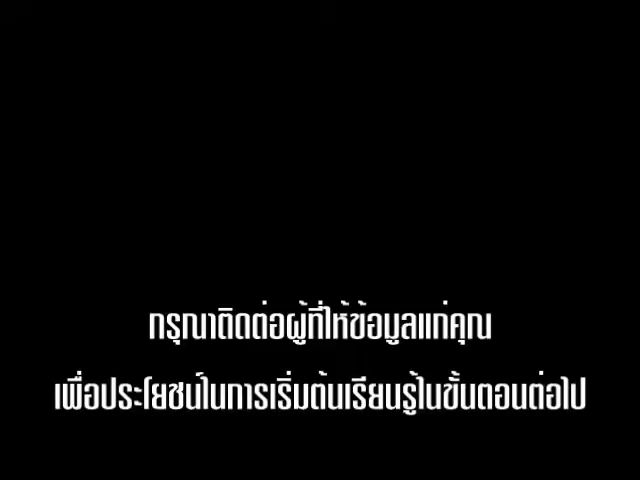 กรุณาติดต่อผู้ที่ให้ข้อมูลแก่คุณ
เพื่อประโยชน์ในการเริ่มต้นเรียนรู้ในขั้นตอนต่อไป